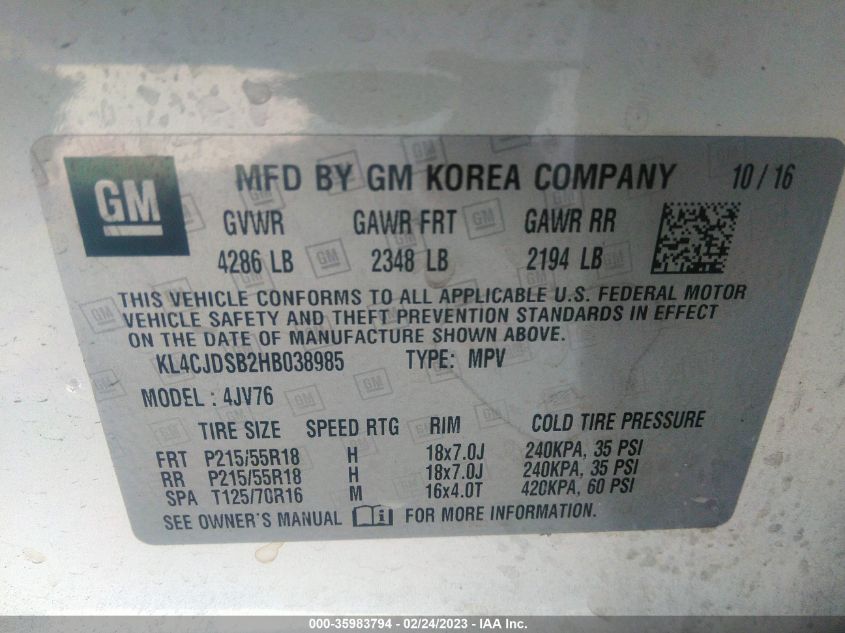 GM MFD BY GM KOREA COMPANY 10/16
GVWR GAWR FRT GAWR RR
4286 LB 2348 LB 2194 LB
THIS VEHICLE CONFORMS TO ALL APPLICABLE U.S. FEDERAL MOTOR
VEHICLE SAFETY AND THEFT PREVENTION STANDARDS IN EFFECT
ON THE DATE OF MANUFACTURE SHOWN ABOVE.
KL4CJDSB2HB038985 TYPE: MPV
MODEL: 4JV76
TIRE SIZE SPEED RTG RIM COLD TIRE PRESSURE
FRT P215/55R18 H 18x7.0J 240KPA, 35 PSI
RR P215/55R18 H 18x7.0J 240KPA, 35 PSI
SPA T125/70R16 M 16x4.0T 420KPA, 60 PSI
SEE OWNER'S MANUAL FOR MORE INFORMATION.
000-35983794 - 02/24/2023 - IAA Inc.